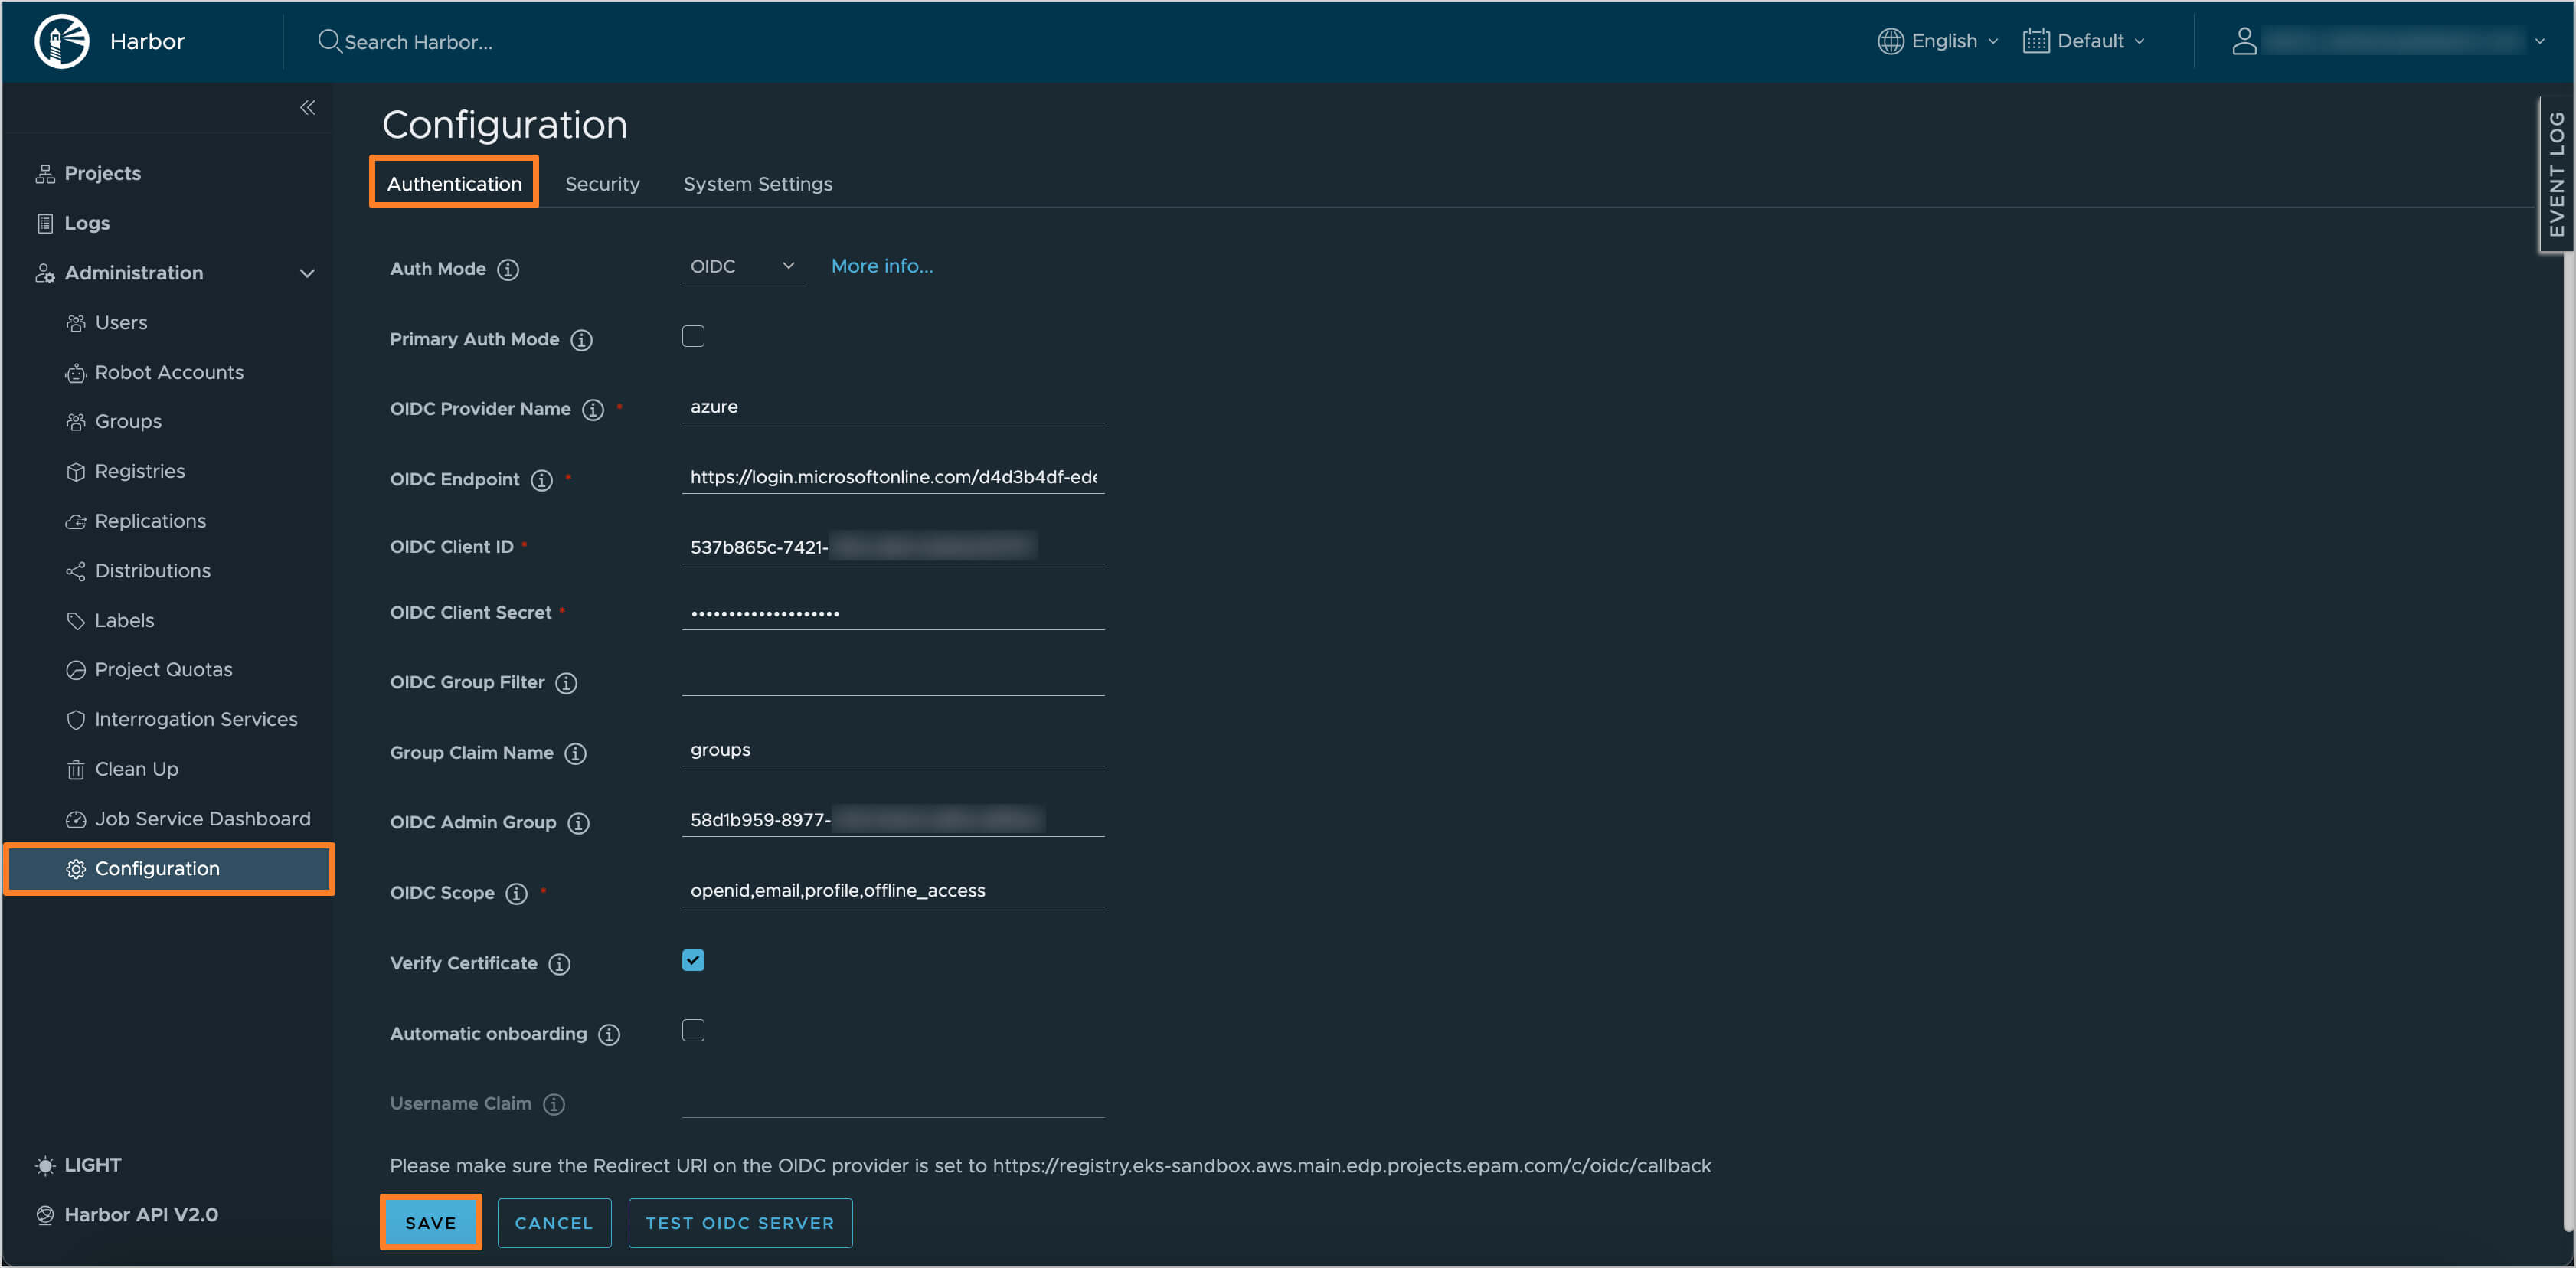 Harbor
Search Harbor...
English
Default
EVENT LOG
Projects
Logs
Administration
Users
Robot Accounts
Groups
Registries
Replications
Distributions
Labels
Project Quotas
Interrogation Services
Clean Up
Job Service Dashboard
Configuration
LIGHT
Harbor API V2.0
Configuration
Authentication Security System Settings
Auth Mode OIDC More info...
Primary Auth Mode
OIDC Provider Name * azure
OIDC Endpoint * https://login.microsoftonline.com/d4d3b4df-ede
OIDC Client ID * 537b865c-7421-
OIDC Client Secret * ••••••••••••••••••••
OIDC Group Filter
Group Claim Name groups
OIDC Admin Group 58d1b959-8977-
OIDC Scope * openid,email,profile,offline_access
Verify Certificate
Automatic onboarding
Username Claim
Please make sure the Redirect URI on the OIDC provider is set to https://registry.eks-sandbox.aws.main.edp.projects.epam.com/c/oidc/callback
SAVE CANCEL TEST OIDC SERVER